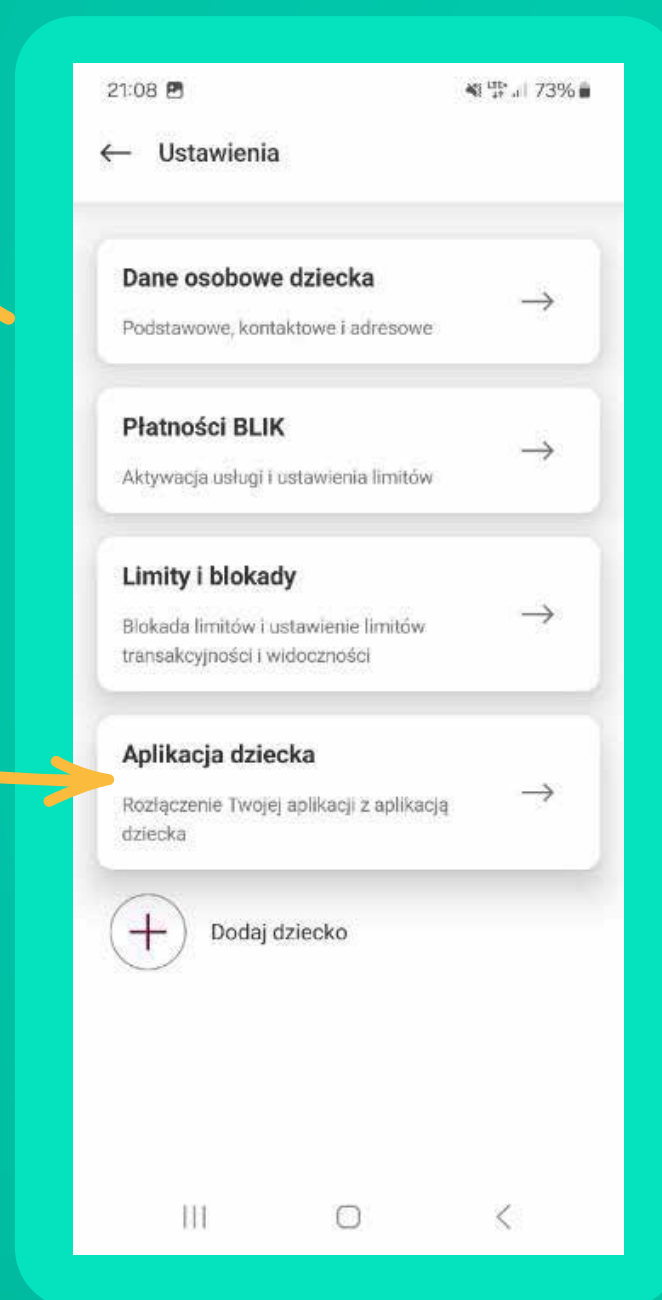 21:08 LTE+ 73%
Ustawienia
Dane osobowe dziecka
Podstawowe, kontaktowe i adresowe
Płatności BLIK
Aktywacja usługi i ustawienia limitów
Limity i blokady
Blokada limitów i ustawienie limitów
transakcyjności i widoczności
Aplikacja dziecka
Rozłączenie Twojej aplikacji z aplikacją
dziecka
Dodaj dziecko